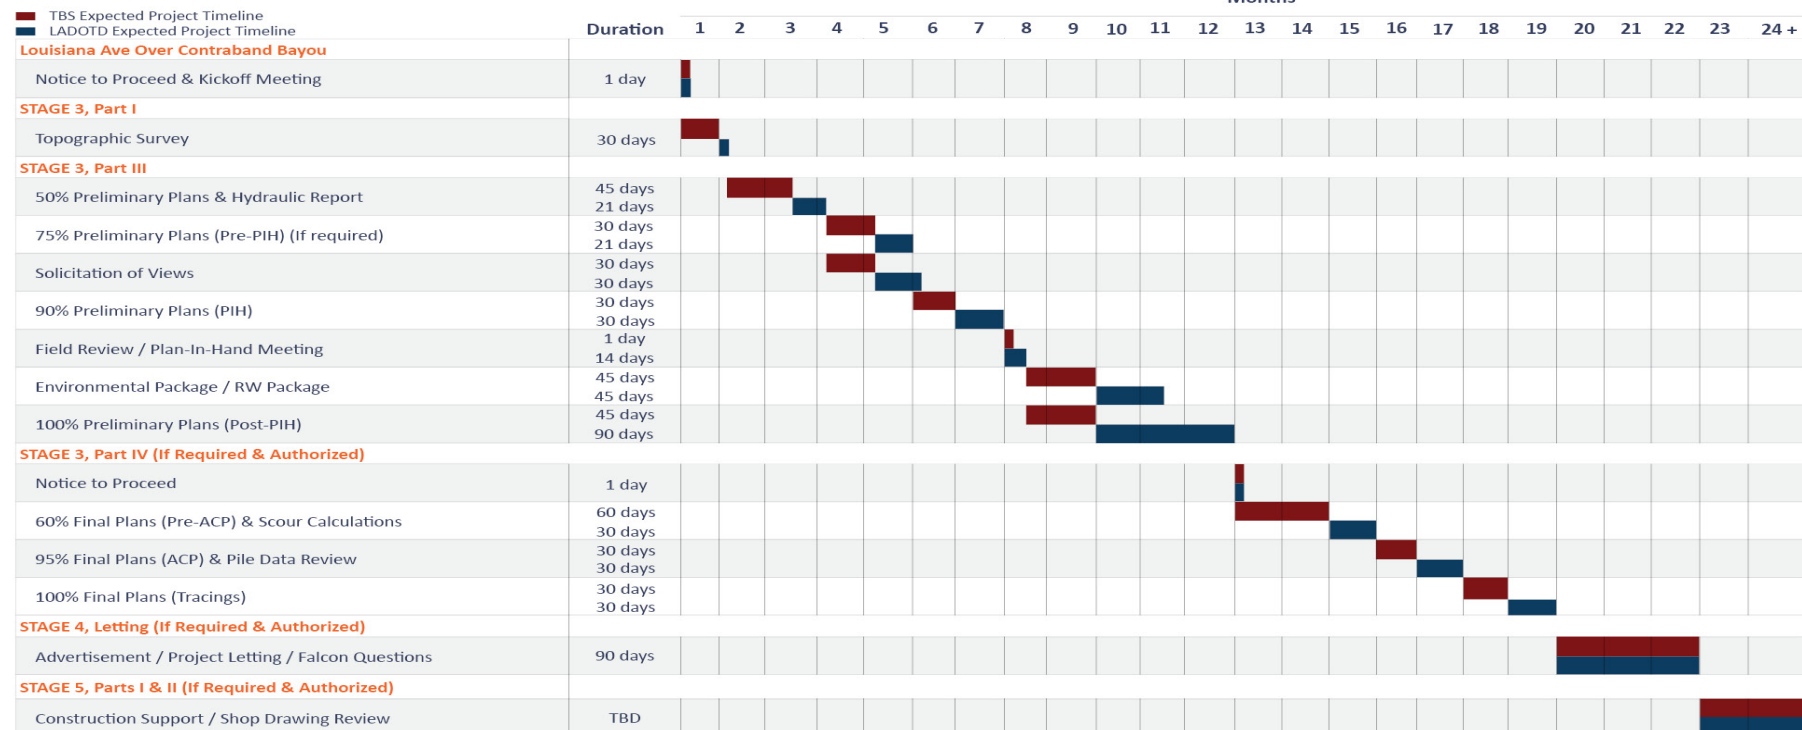 Months
TBS Expected Project Timeline
LADOTD Expected Project Timeline
Duration 1 2 3 4 5 6 7 8 9 10 11 12 13 14 15 16 17 18 19 20 21 22 23 24 +
Louisiana Ave Over Contraband Bayou
Notice to Proceed & Kickoff Meeting 1 day
STAGE 3, Part I
Topographic Survey 30 days
STAGE 3, Part III
50% Preliminary Plans & Hydraulic Report 45 days
21 days
75% Preliminary Plans (Pre-PIH) (If required) 30 days
21 days
Solicitation of Views 30 days
30 days
90% Preliminary Plans (PIH) 30 days
30 days
Field Review / Plan-In-Hand Meeting 1 day
14 days
Environmental Package / RW Package 45 days
45 days
100% Preliminary Plans (Post-PIH) 45 days
90 days
STAGE 3, Part IV (If Required & Authorized)
Notice to Proceed 1 day
60% Final Plans (Pre-ACP) & Scour Calculations 60 days
30 days
95% Final Plans (ACP) & Pile Data Review 30 days
30 days
100% Final Plans (Tracings) 30 days
30 days
STAGE 4, Letting (If Required & Authorized)
Advertisement / Project Letting / Falcon Questions 90 days
STAGE 5, Parts I & II (If Required & Authorized)
Construction Support / Shop Drawing Review TBD